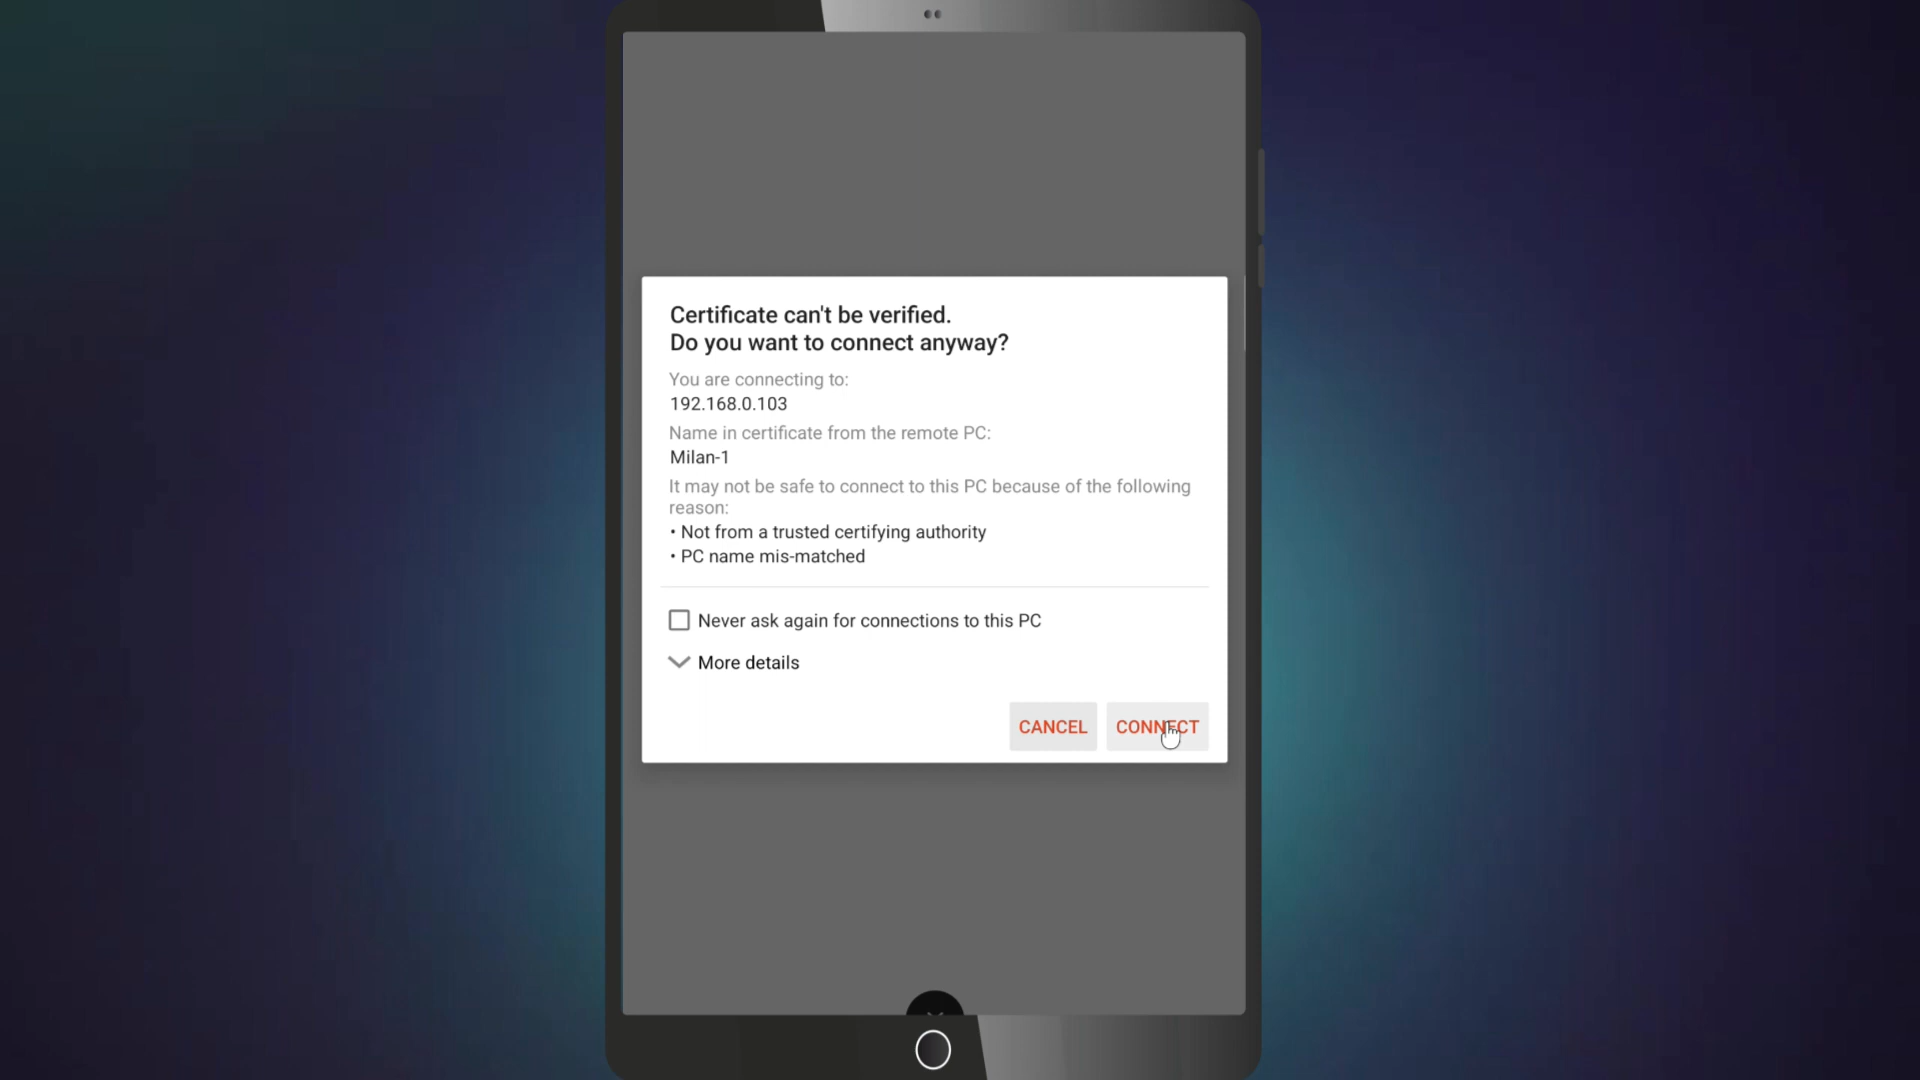 Certificate can't be verified.
Do you want to connect anyway?
You are connecting to:
192.168.0.103
Name in certificate from the remote PC:
Milan-1
It may not be safe to connect to this PC because of the following
reason:
• Not from a trusted certifying authority
• PC name mis-matched
Never ask again for connections to this PC
More details
CANCEL CONNECT